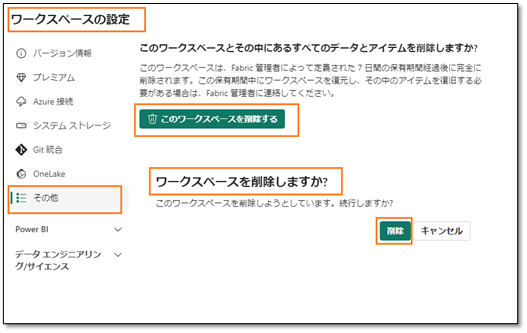 ワークスペースの設定
バージョン情報
プレミアム
Azure 接続
システム ストレージ
Git 統合
OneLake
その他
Power BI
データ エンジニアリン
グ/サイエンス
このワークスペースとその中にあるすべてのデータとアイテムを削除しますか?
このワークスペースは、Fabric 管理者によって定義された 7 日間の保有期間経過後に完全に
削除されます。この保有期間中にワークスペースを復元し、その中のアイテムを復旧する必
要がある場合は、Fabric 管理者に連絡してください。
このワークスペースを削除する
ワークスペースを削除しますか?
このワークスペースを削除しようとしています。続行しますか?
削除
キャンセル